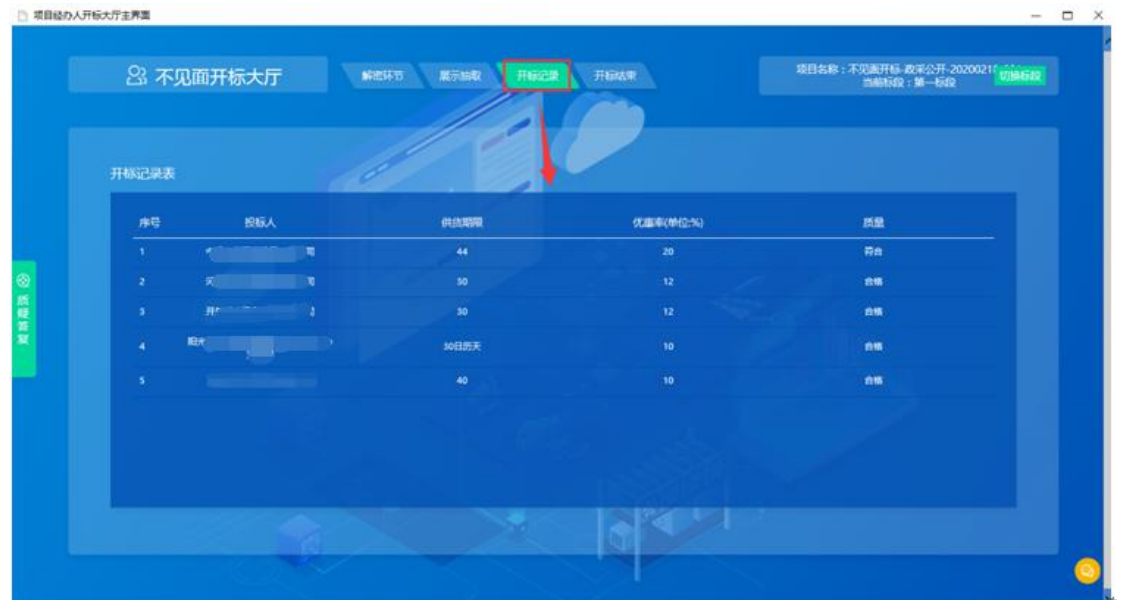 项目经办人开标大厅主界面
不见面开标大厅 解密环节 展示抽取 开标记录 开标结束
项目名称：不见面开标-政采公开-2020021
当前标段：第一标段
切换标段
开标记录表
序号 投标人 供货期限 优惠率(单位:%) 质量
1 司 44 20 符合
2 司 50 12 合格
3 30 12 合格
4 阳光 30日历天 10 合格
5 40 10 合格
质疑答复